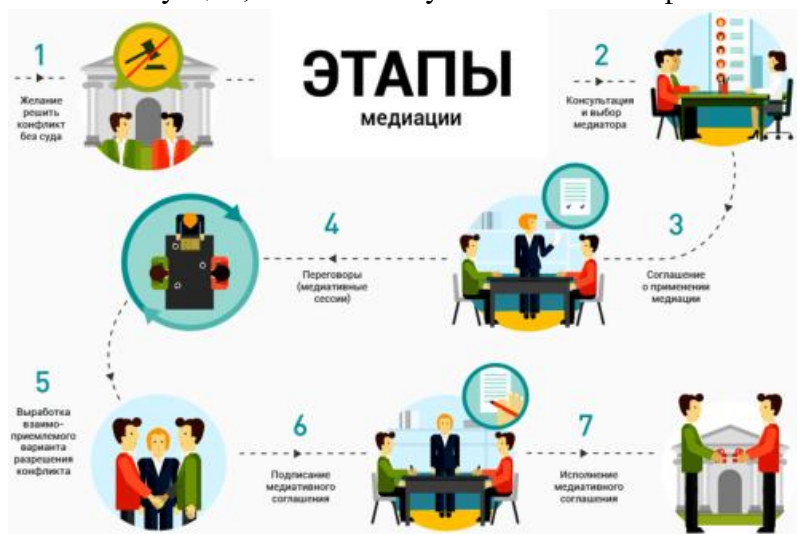 ЭТАПЫ
медиации
1
Желание
решить
конфликт
без суда
2
Консультация
и выбор
медиатора
3
Соглашение
о применении
медиации
4
Переговоры
(медиативные
сессии)
5
Выработка
взаимо-
приемлемого
варианта
разрешения
конфликта
6
Подписание
медиативного
соглашения
7
Исполнение
медиативного
соглашения